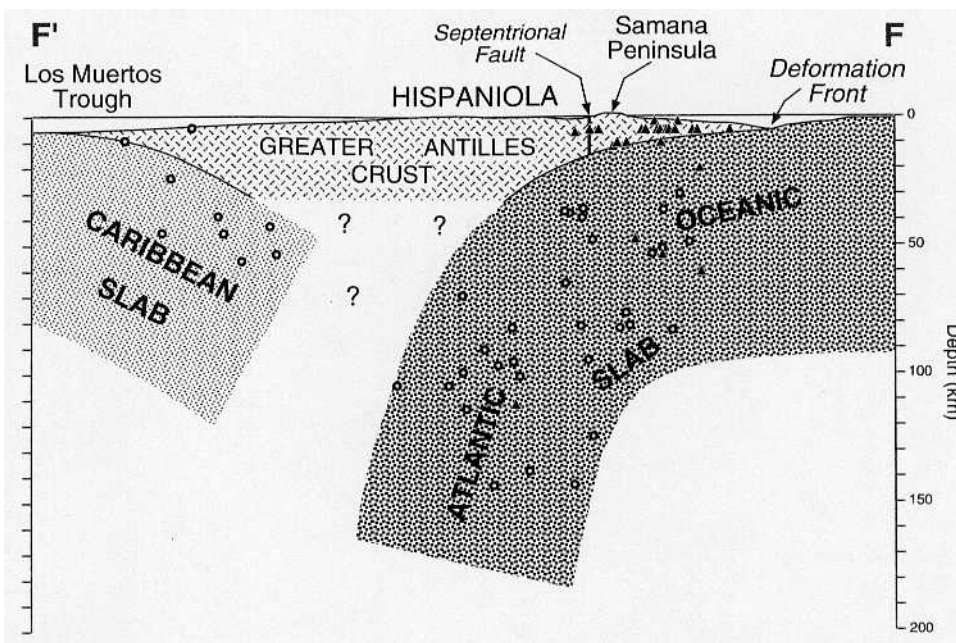 F'
F
Septentrional
Fault
Samana
Peninsula
Los Muertos
Trough
HISPANIOLA
Deformation
Front
GREATER ANTILLES
CRUST
CARIBBEAN
SLAB
OCEANIC
SLAB
ATLANTIC
?
?
?
0
50
100
150
200
Depth (km)